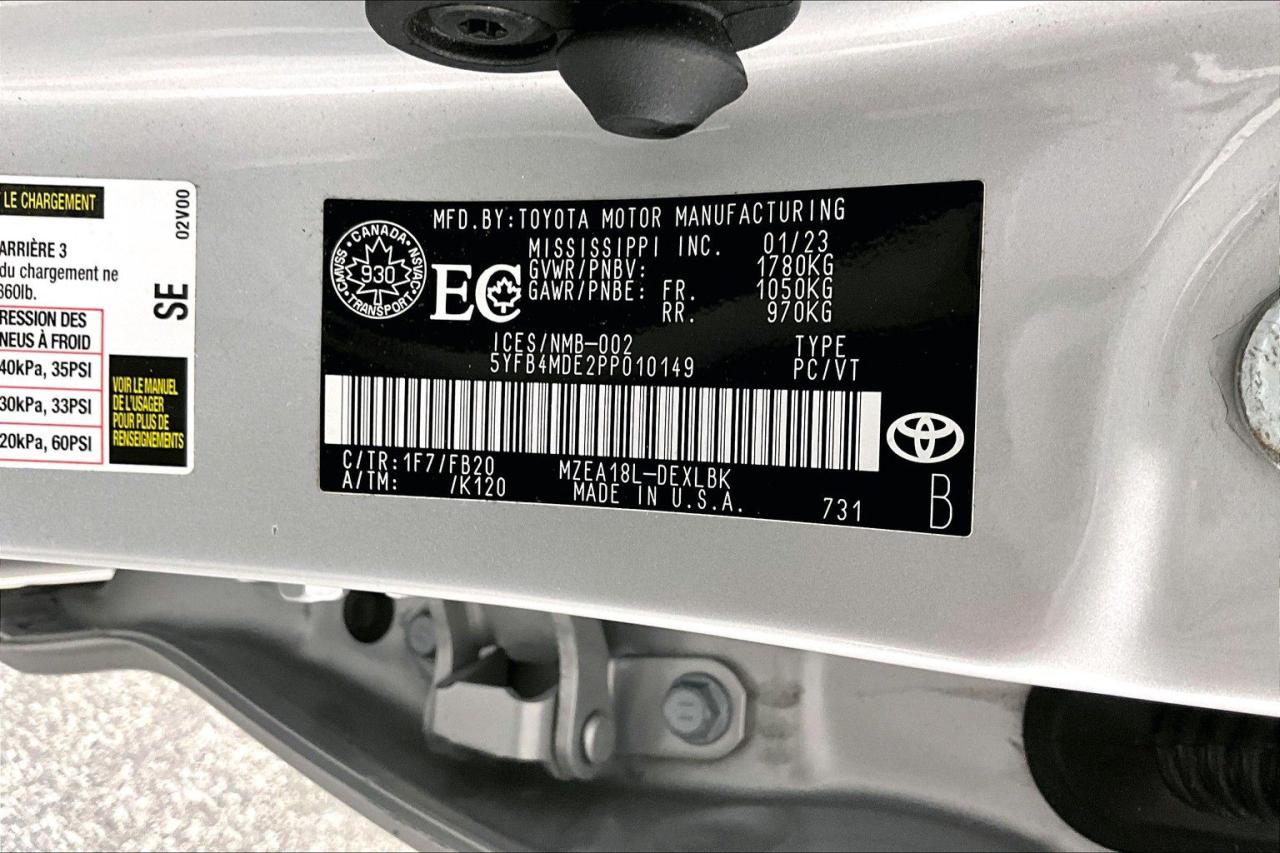 LE CHARGEMENT
02V00
ARRIÈRE 3
du chargement ne
360lb.
SE
RESSION DES
NEUS À FROID
40kPa, 35PSI
30kPa, 33PSI
20kPa, 60PSI
VOIR LE MANUEL
DE L'USAGER
POUR PLUS DE
RENSEIGNEMENTS
MFD.BY:TOYOTA MOTOR MANUFACTURING
MISSISSIPPI INC. 01/23
GVWR/PNBV: 1780KG
GAWR/PNBE: FR. 1050KG
RR. 970KG
CANADA
CMVSS 930 NSVAC
TRANSPORT
EC
ICES/NMB-002 TYPE
5YFB4MDE2PP010149 PC/VT
C/TR:1F7/FB20 MZEA18L-DEXLBK
A/TM: /K120 MADE IN U.S.A. 731
B